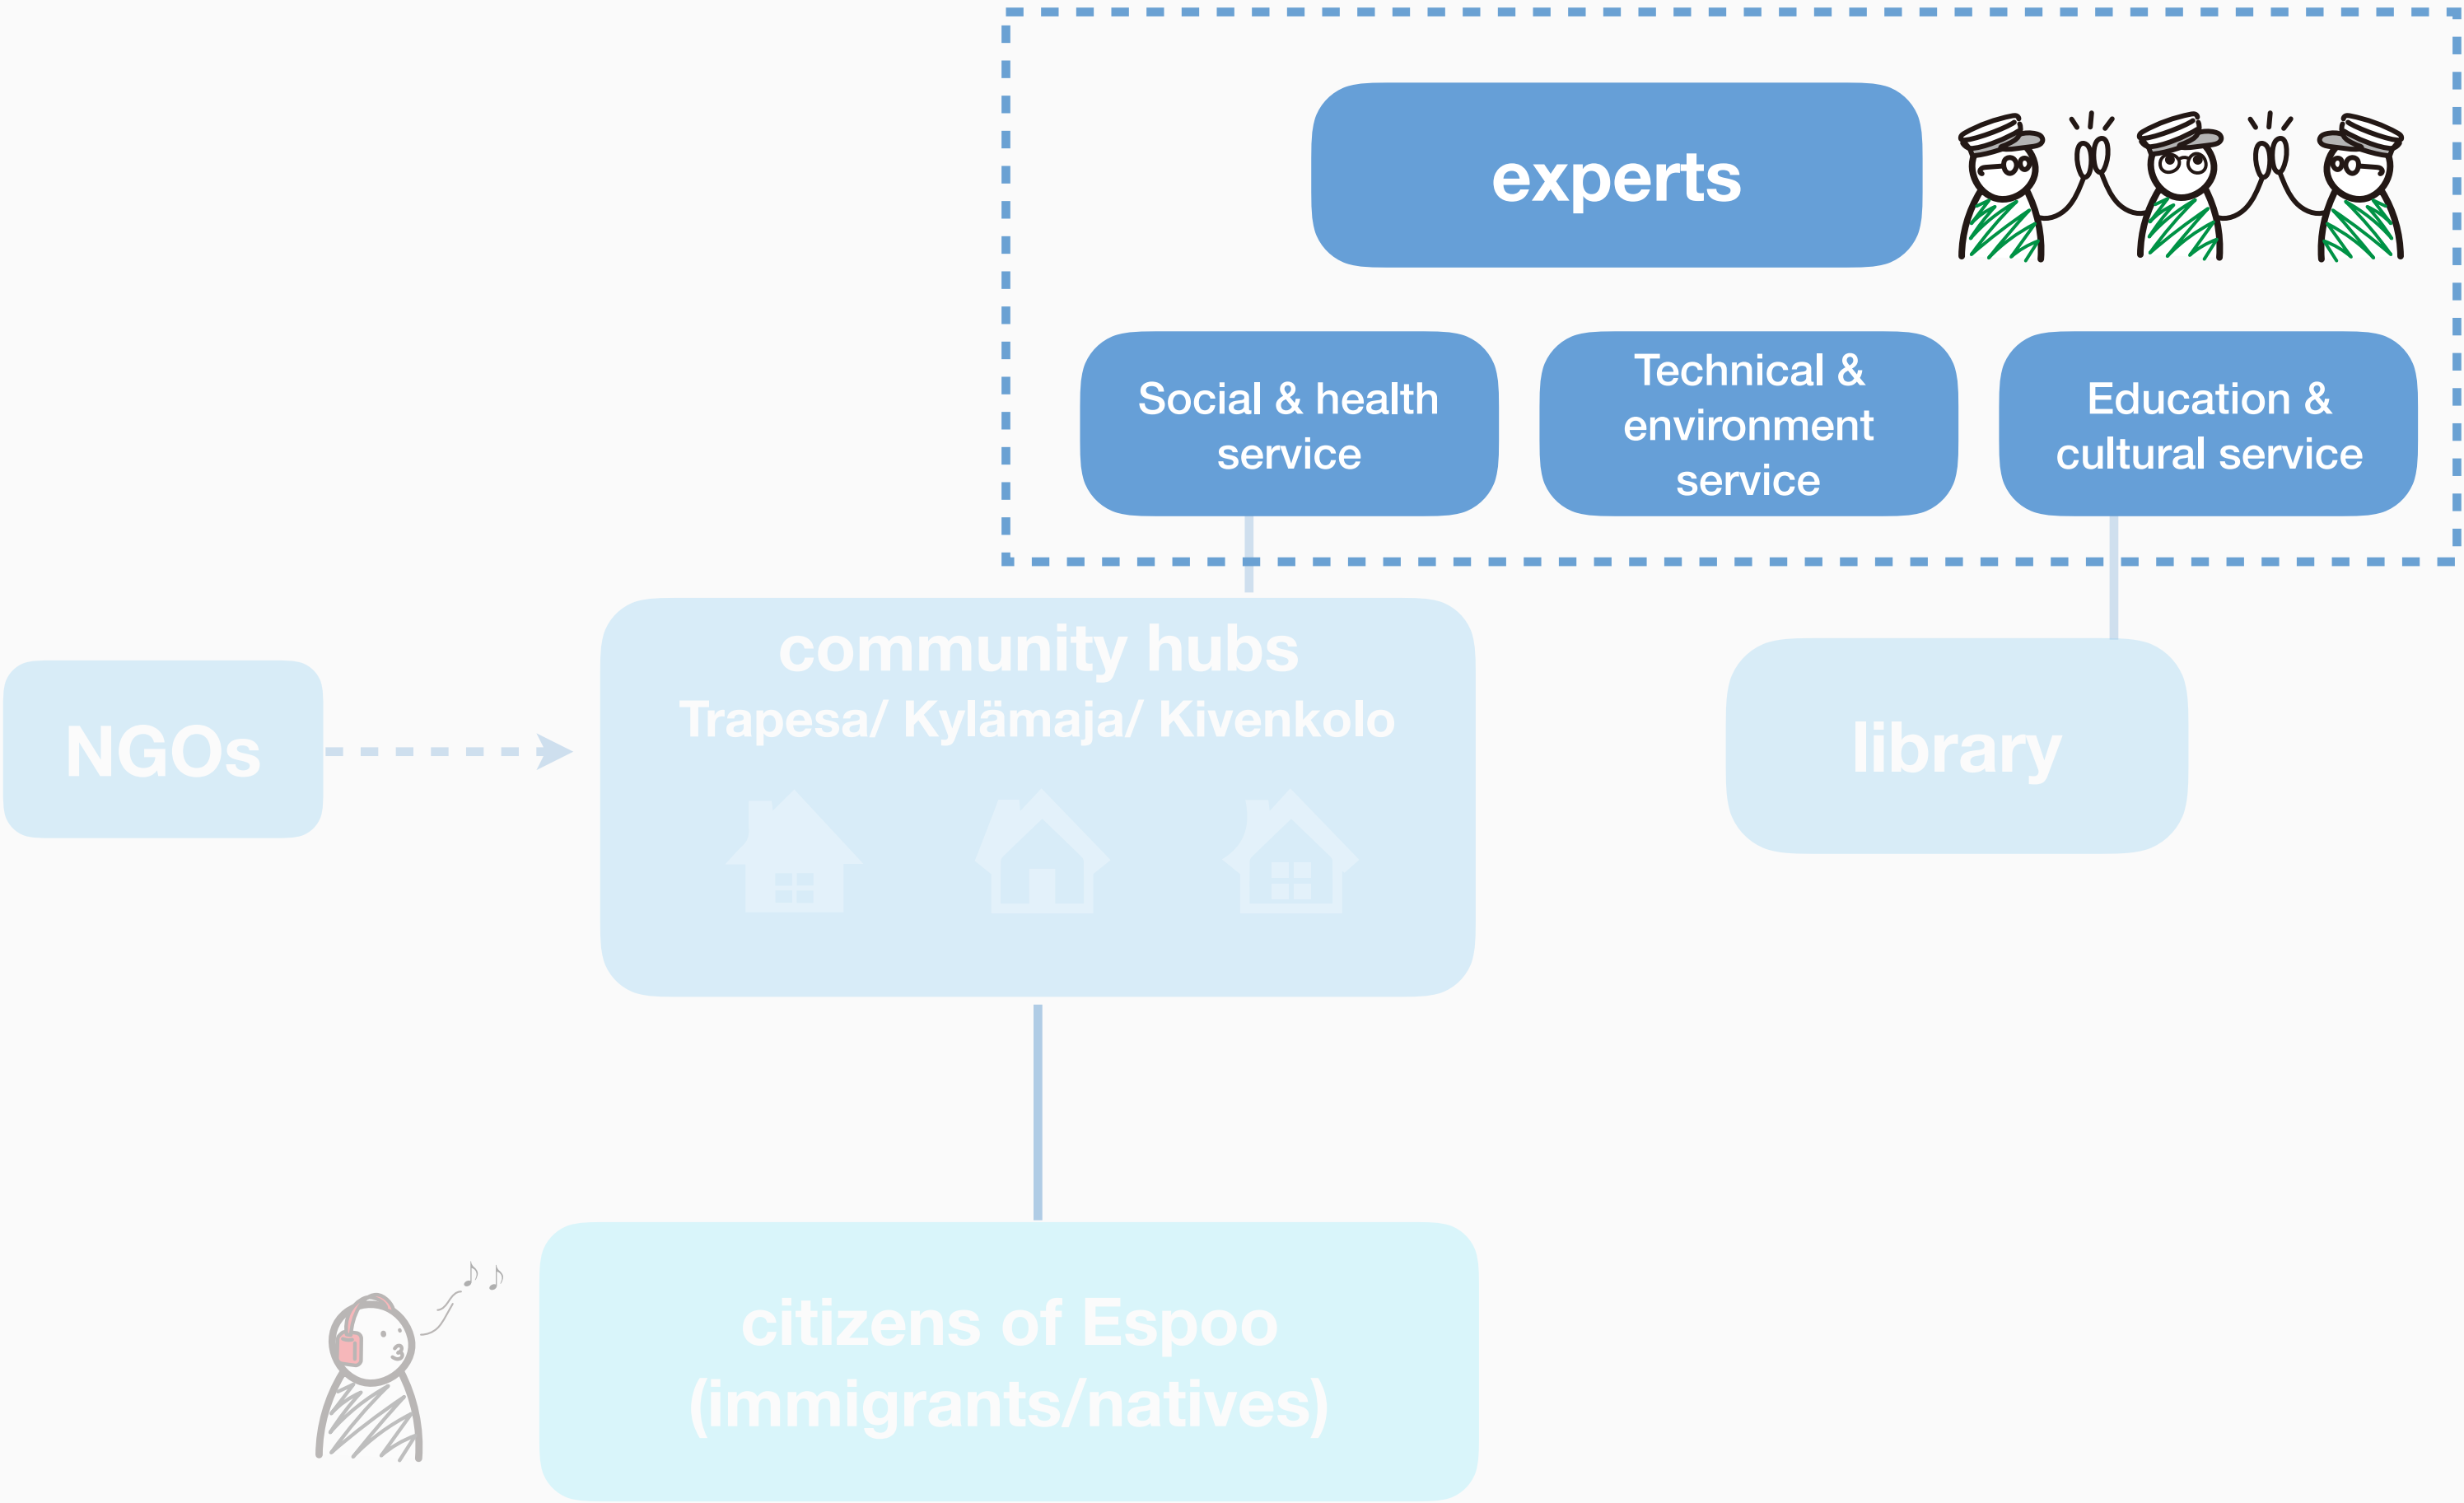 experts
Social & health
service
Technical &
environment
service
Education &
cultural service
community hubs
Trapesa/ Kylämaja/ Kivenkolo
NGOs
library
citizens of Espoo
(immigrants/natives)